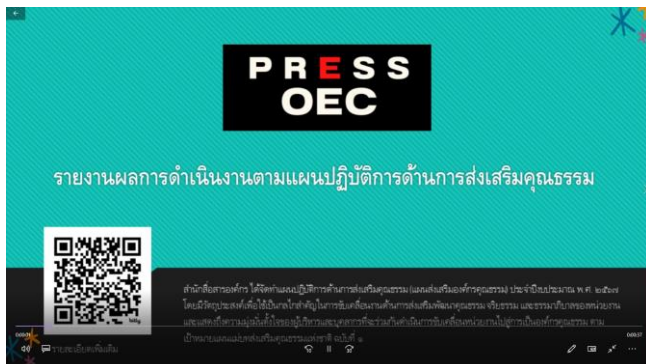 PRESS
OEC
รายงานผลการดำเนินงานตามแผนปฏิบัติการด้านการส่งเสริมคุณธรรม
สำนักสื่อสารองค์กร ได้จัดทำแผนปฏิบัติการด้านการส่งเสริมคุณธรรม (แผนส่งเสริมองค์กรคุณธรรม) ประจำปีงบประมาณ พ.ศ. ๒๕๖๗
โดยมีวัตถุประสงค์เพื่อใช้เป็นกลไกสำคัญในการขับเคลื่อนงานด้านการส่งเสริมพัฒนาคุณธรรม จริยธรรม และธรรมาภิบาลของหน่วยงาน
และแสดงถึงความมุ่งมั่นตั้งใจของผู้บริหารและบุคลากรที่จะร่วมกันดำเนินการขับเคลื่อนหน่วยงานไปสู่การเป็นองค์กรคุณธรรม ตาม
เป้าหมายแผนแม่บทส่งเสริมคุณธรรมแห่งชาติ ฉบับที่ ๑
รายละเอียดเพิ่มเติม